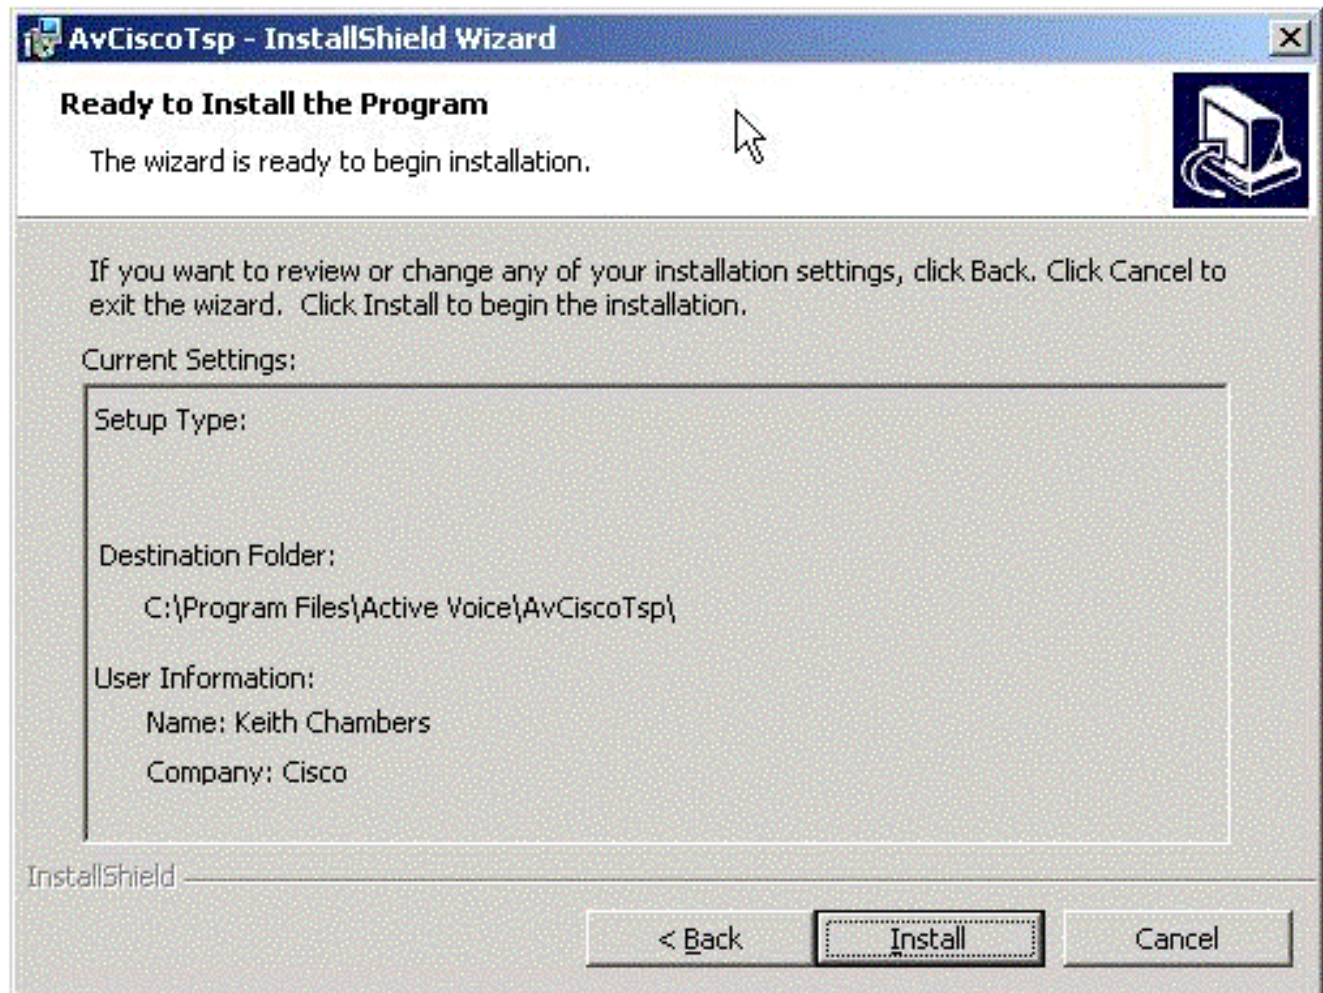 AvCiscoTsp - InstallShield Wizard
Ready to Install the Program
The wizard is ready to begin installation.
If you want to review or change any of your installation settings, click Back. Click Cancel to
exit the wizard.  Click Install to begin the installation.
Current Settings:
Setup Type:
Destination Folder:
C:\Program Files\Active Voice\AvCiscoTsp\
User Information:
Name: Keith Chambers
Company: Cisco
InstallShield
< Back
Install
Cancel